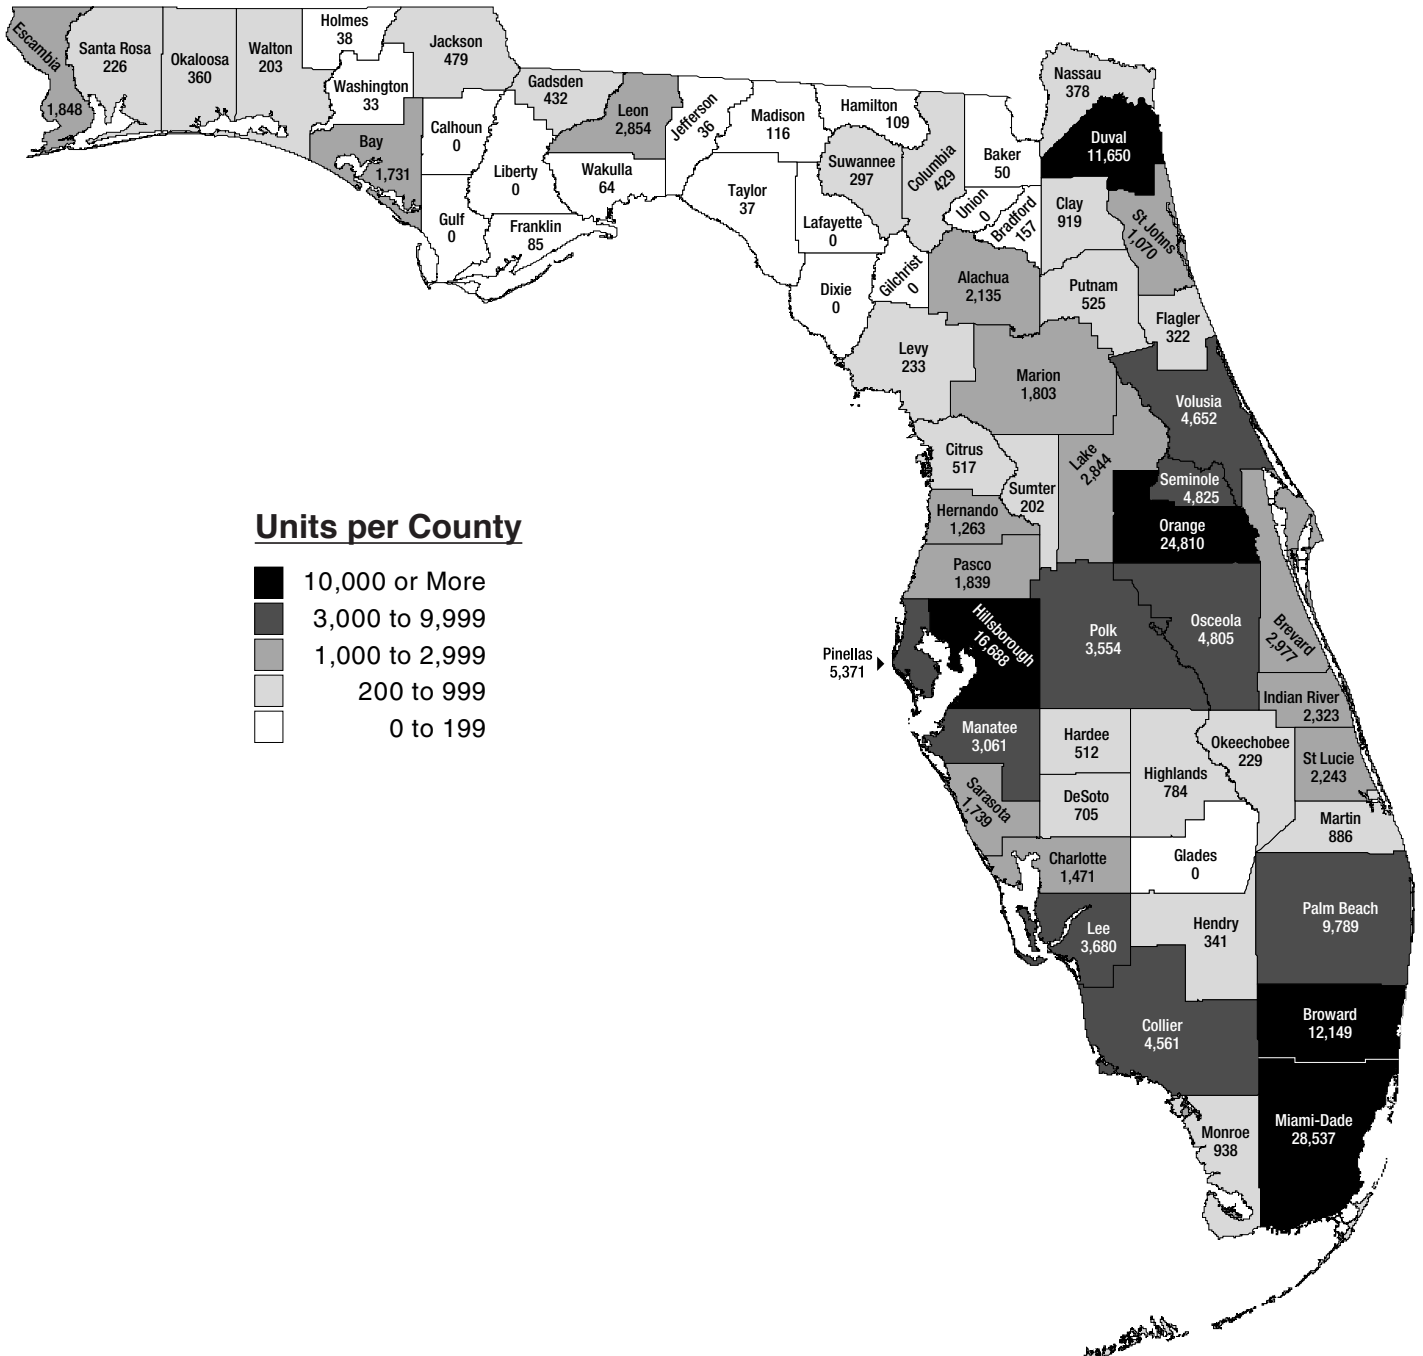 Escambia
1,848
Santa Rosa
226
Okaloosa
360
Walton
203
Holmes
38
Washington
33
Jackson
479
Bay
1,731
Calhoun
0
Gulf
0
Liberty
0
Gadsden
432
Franklin
85
Leon
2,854
Wakulla
64
Jefferson
36
Madison
116
Taylor
37
Hamilton
109
Suwannee
297
Lafayette
0
Dixie
0
Columbia
429
Gilchrist
0
Baker
50
Union
0
Bradford
157
Alachua
2,135
Nassau
378
Duval
11,650
Clay
919
St Johns
1,070
Putnam
525
Flagler
322
Levy
233
Marion
1,803
Volusia
4,652
Citrus
517
Sumter
202
Lake
2,844
Seminole
4,825
Hernando
1,263
Orange
24,810
Pasco
1,839
Units per County
10,000 or More
3,000 to 9,999
1,000 to 2,999
200 to 999
0 to 199
Pinellas
5,371
Hillsborough
16,688
Polk
3,554
Osceola
4,805
Brevard
2,977
Indian River
2,323
Manatee
3,061
Hardee
512
Highlands
784
Okeechobee
229
St Lucie
2,243
Sarasota
1,739
DeSoto
705
Martin
886
Charlotte
1,471
Glades
0
Lee
3,680
Hendry
341
Palm Beach
9,789
Collier
4,561
Broward
12,149
Monroe
938
Miami-Dade
28,537